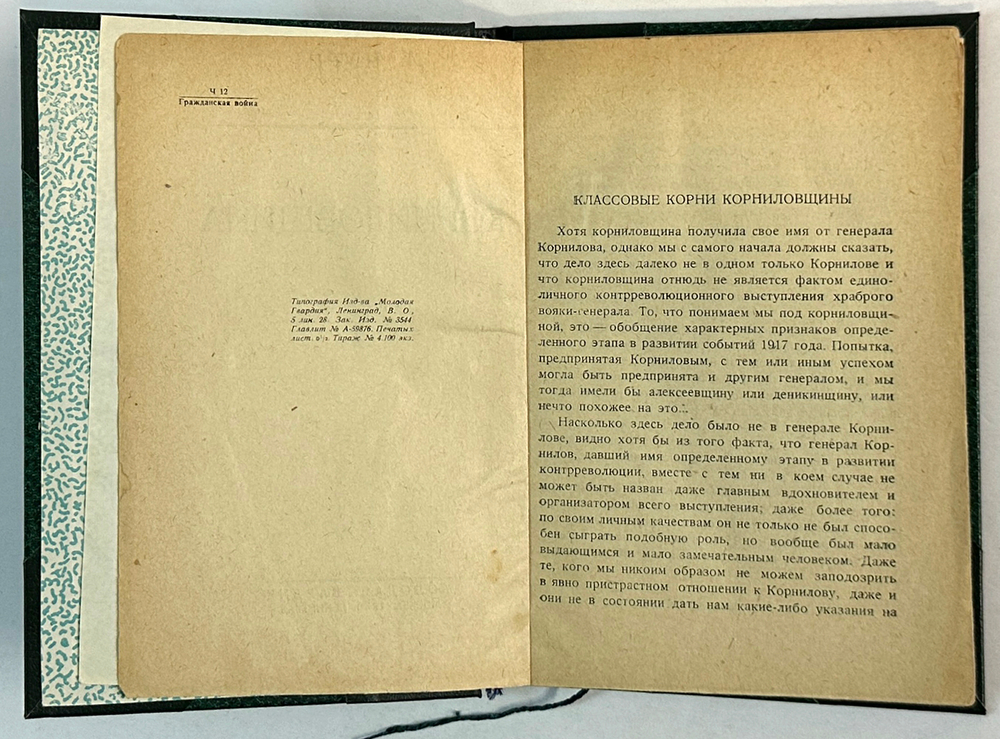 Ч 12
Гражданская война
Типография Изд-ва „Молодая
Гвардия", Ленинград, В. О.,
5 лин. 28. Зак. Изд. № 3544
Главлит № А-59876. Печатых
лист. Тираж № 4.100 экз.
КЛАССОВЫЕ КОРНИ КОРНИЛОВЩИНЫ
Хотя корниловщина получила свое имя от генерала
Корнилова, однако мы с самого начала должны сказать,
что дело здесь далеко не в одном только Корнилове и
что корниловщина отнюдь не является фактом едино-
личного контрреволюционного выступления храброго
вояки-генерала. То, что понимаем мы под корниловщи-
ной, это — обобщение характерных признаков опреде-
ленного этапа в развитии событий 1917 года. Попытка,
предпринятая Корниловым, с тем или иным успехом
могла быть предпринята и другим генералом, и мы
тогда имели бы алексеевщину или деникинщину, или
нечто похожее на это.
Насколько здесь дело было не в генерале Корни-
лове, видно хотя бы из того факта, что генерал Кор-
нилов, давший имя определенному этапу в развитии
контрреволюции, вместе с тем ни в коем случае не
может быть назван даже главным вдохновителем и
организатором всего выступления; даже более того:
по своим личным качествам он не только не был спосо-
бен сыграть подобную роль, но вообще был мало
выдающимся и мало замечательным человеком. Даже
те, кого мы никоим образом не можем заподозрить
в явно пристрастном отношении к Корнилову, даже и
они не в состоянии дать нам какие-либо указания на